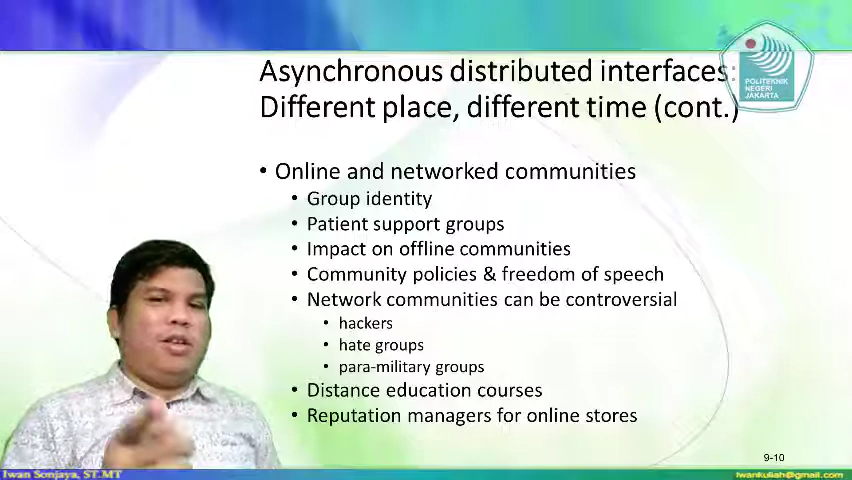 Asynchronous distributed interfaces:
Different place, different time (cont.)
POLITEKNIK
NEGERI
JAKARTA
• Online and networked communities
• Group identity
• Patient support groups
• Impact on offline communities
• Community policies & freedom of speech
• Network communities can be controversial
• hackers
• hate groups
• para-military groups
• Distance education courses
• Reputation managers for online stores
9-10
Iwan Sonjaya, ST.MT
iwankuliah@gmail.com